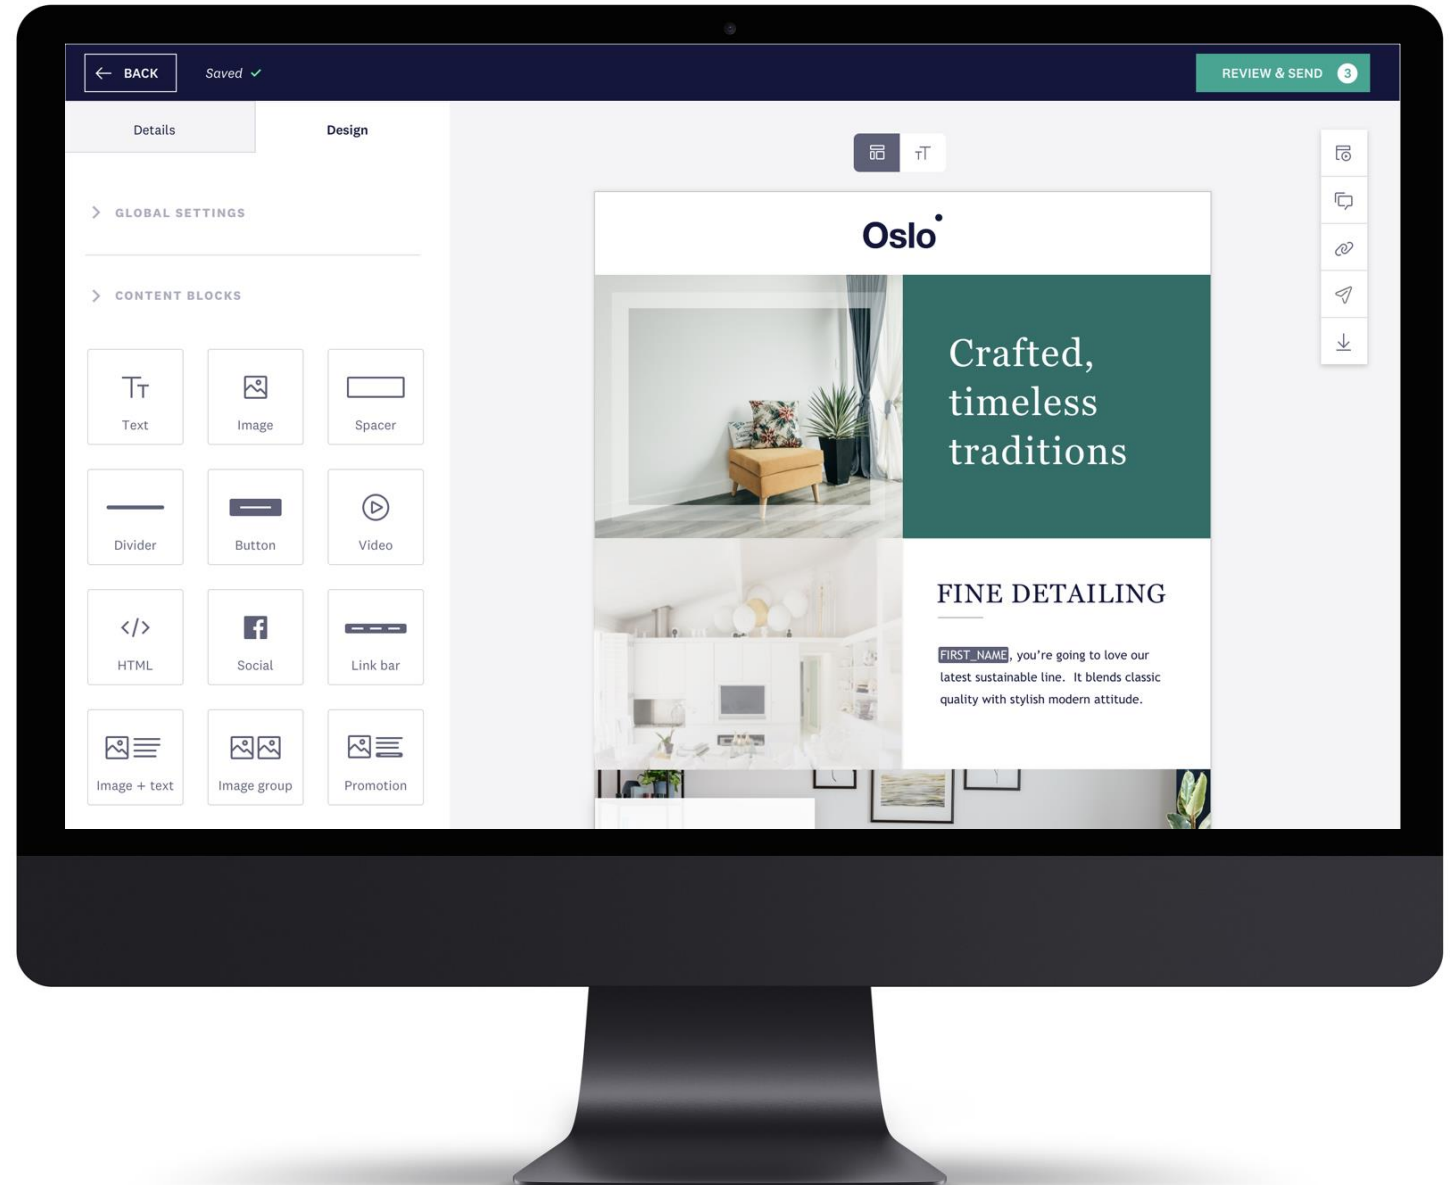 BACK
Saved
REVIEW & SEND 3
Details
Design
GLOBAL SETTINGS
CONTENT BLOCKS
Text
Image
Spacer
Divider
Button
Video
HTML
Social
Link bar
Image + text
Image group
Promotion
Oslo
Crafted,
timeless
traditions
FINE DETAILING
FIRST_NAME, you’re going to love our
latest sustainable line. It blends classic
quality with stylish modern attitude.